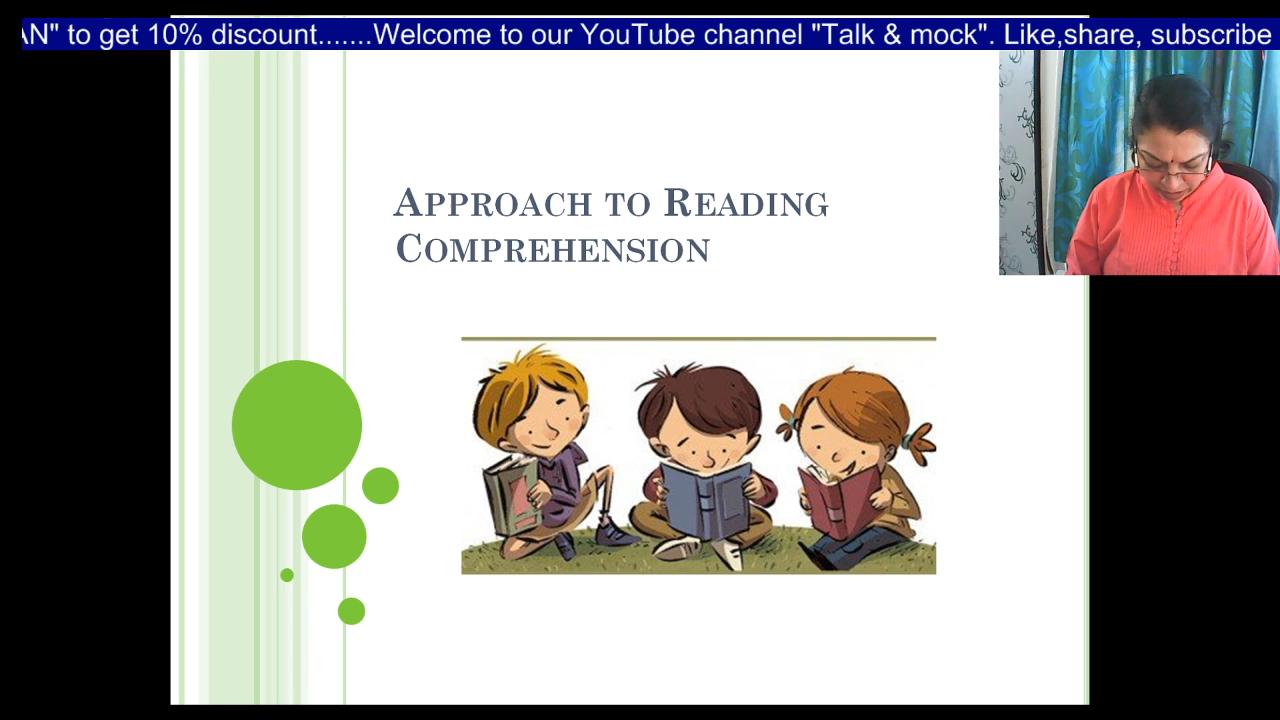 AN" to get 10% discount.......Welcome to our YouTube channel "Talk & mock". Like,share, subscribe
APPROACH TO READING
COMPREHENSION